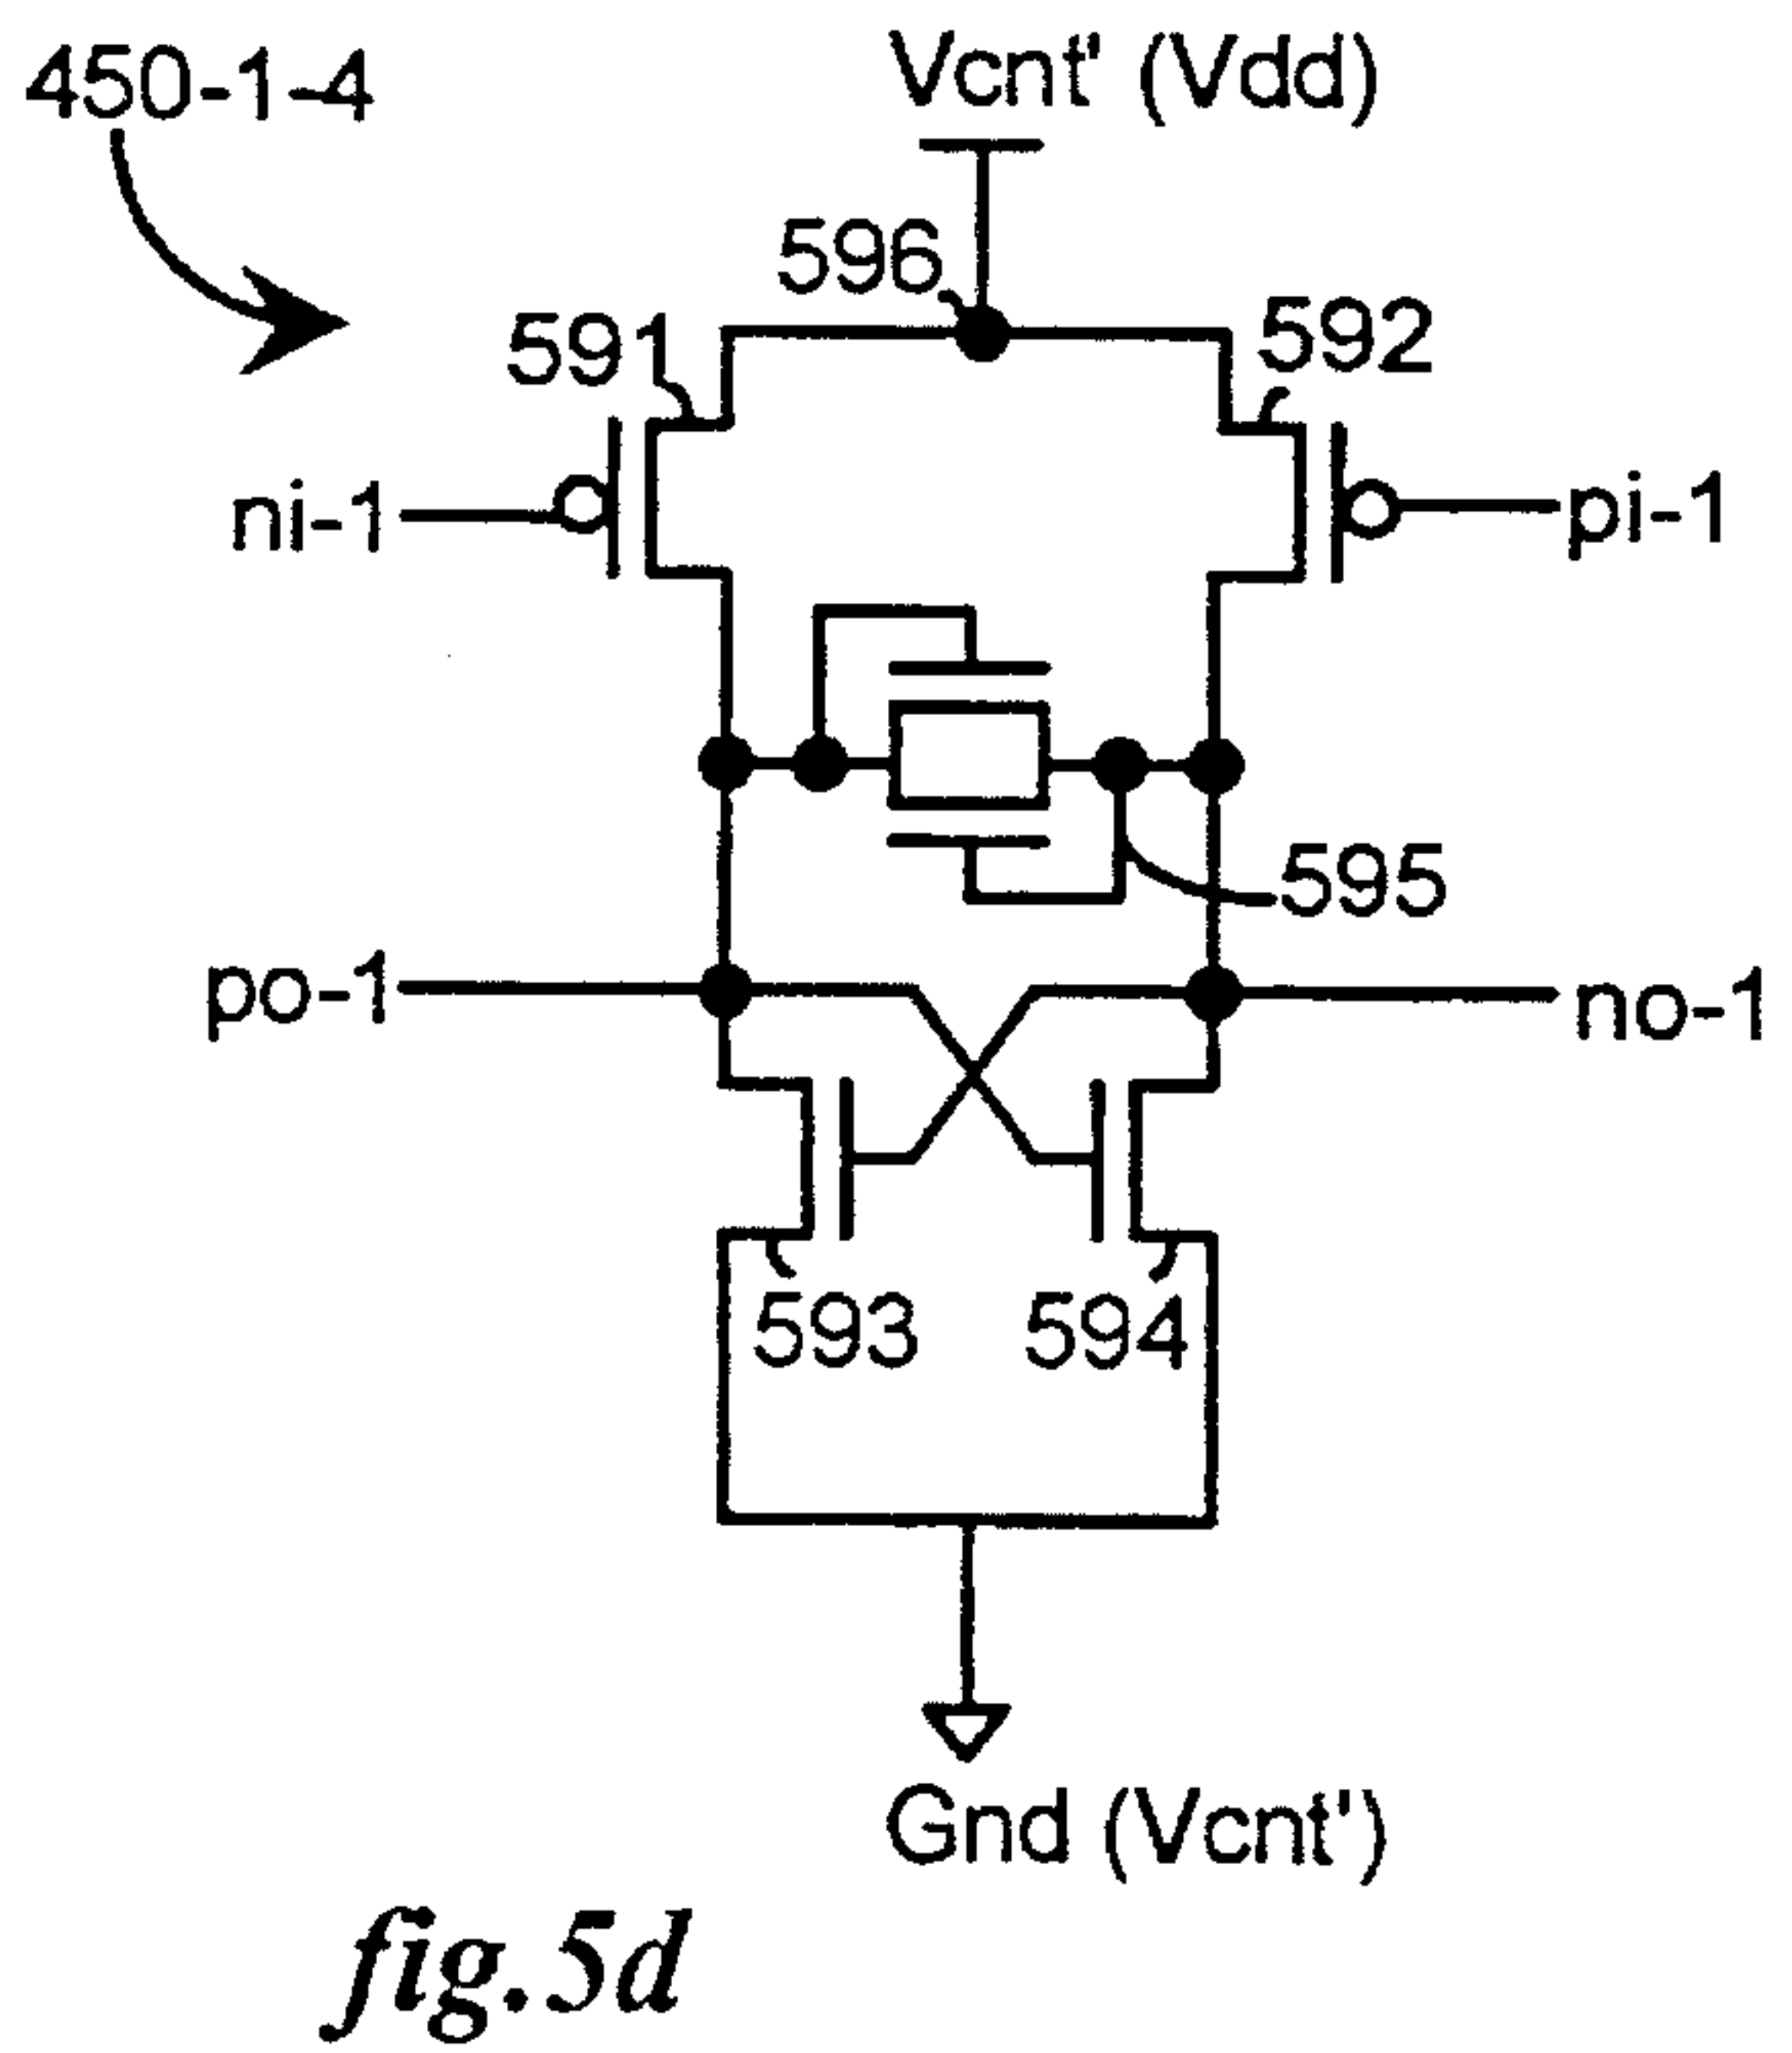 450-1-4
Vcnt' (Vdd)
596
591
592
ni-1
pi-1
595
po-1
no-1
593
594
Gnd (Vcnt')
fig.5d